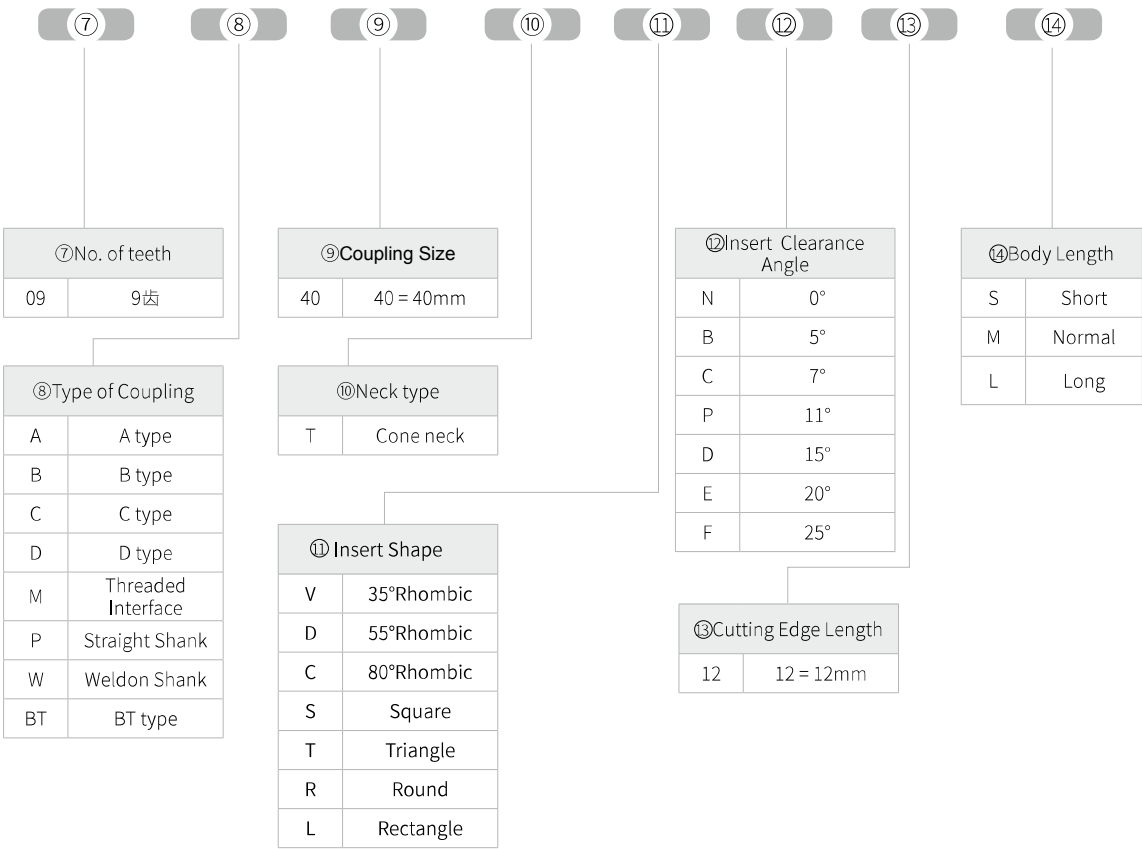 ⑦ ⑧ ⑨ ⑩ ⑪ ⑫ ⑬ ⑭
⑦No. of teeth
09 9齿
⑧Type of Coupling
A A type
B B type
C C type
D D type
M Threaded
Interface
P Straight Shank
W Weldon Shank
BT BT type
⑨Coupling Size
40 40 = 40mm
⑩Neck type
T Cone neck
⑪ Insert Shape
V 35°Rhombic
D 55°Rhombic
C 80°Rhombic
S Square
T Triangle
R Round
L Rectangle
⑫Insert Clearance
Angle
N 0°
B 5°
C 7°
P 11°
D 15°
E 20°
F 25°
⑬Cutting Edge Length
12 12 = 12mm
⑭Body Length
S Short
M Normal
L Long